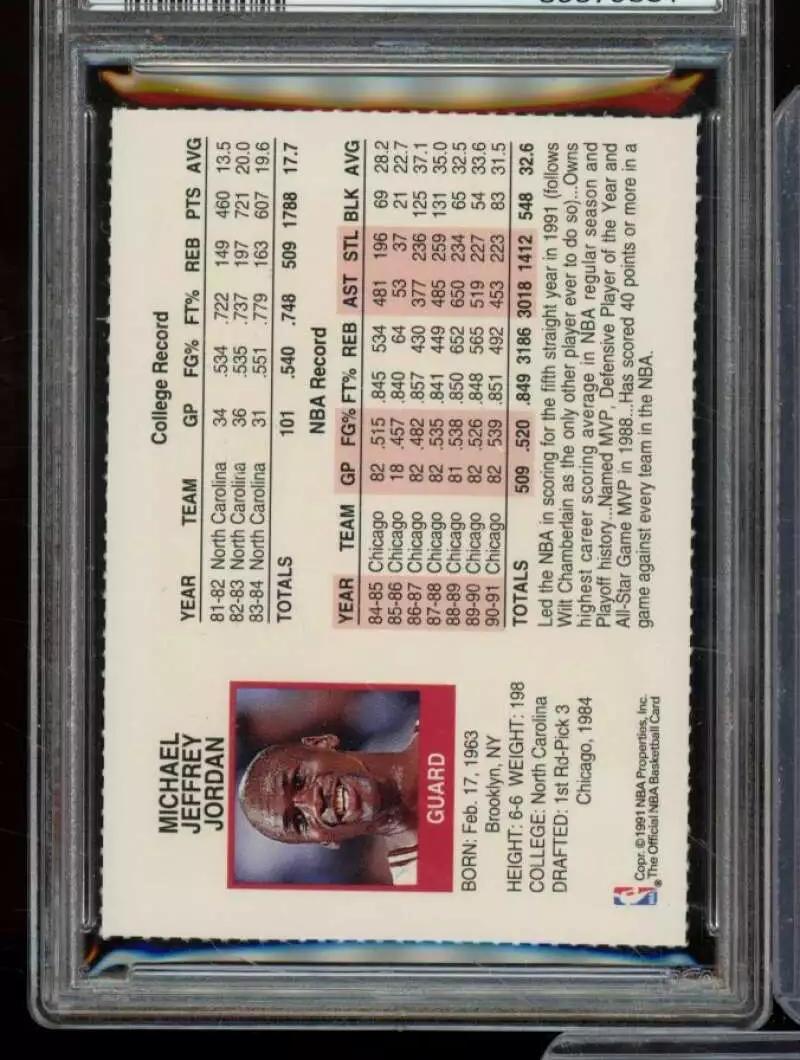 MICHAEL
JEFFREY
JORDAN
GUARD
BORN: Feb. 17, 1963
Brooklyn, NY
HEIGHT: 6-6 WEIGHT: 198
COLLEGE: North Carolina
DRAFTED: 1st Rd-Pick 3
Chicago, 1984
NBA
Copr. ©1991 NBA Properties, Inc.
® The Official NBA Basketball Card
College Record
YEAR TEAM GP FG% FT% REB PTS AVG
81-82 North Carolina 34 .534 .722 149 460 13.5
82-83 North Carolina 36 .535 .737 197 721 20.0
83-84 North Carolina 31 .551 .779 163 607 19.6
TOTALS 101 .540 .748 509 1788 17.7
NBA Record
YEAR TEAM GP FG% FT% REB AST STL BLK AVG
84-85 Chicago 82 .515 .845 534 481 196 69 28.2
85-86 Chicago 18 .457 .840 64 53 37 21 22.7
86-87 Chicago 82 .482 .857 430 377 236 125 37.1
87-88 Chicago 82 .535 .841 449 485 259 131 35.0
88-89 Chicago 81 .538 .850 652 650 234 65 32.5
89-90 Chicago 82 .526 .848 565 519 227 54 33.6
90-91 Chicago 82 .539 .851 492 453 223 83 31.5
TOTALS 509 .520 .849 3186 3018 1412 548 32.6
Led the NBA in scoring for the fifth straight year in 1991 (follows
Wilt Chamberlain as the only other player ever to do so)...Owns
highest career scoring average in NBA regular season and
Playoff history...Named MVP, Defensive Player of the Year and
All-Star Game MVP in 1988...Has scored 40 points or more in a
game against every team in the NBA.